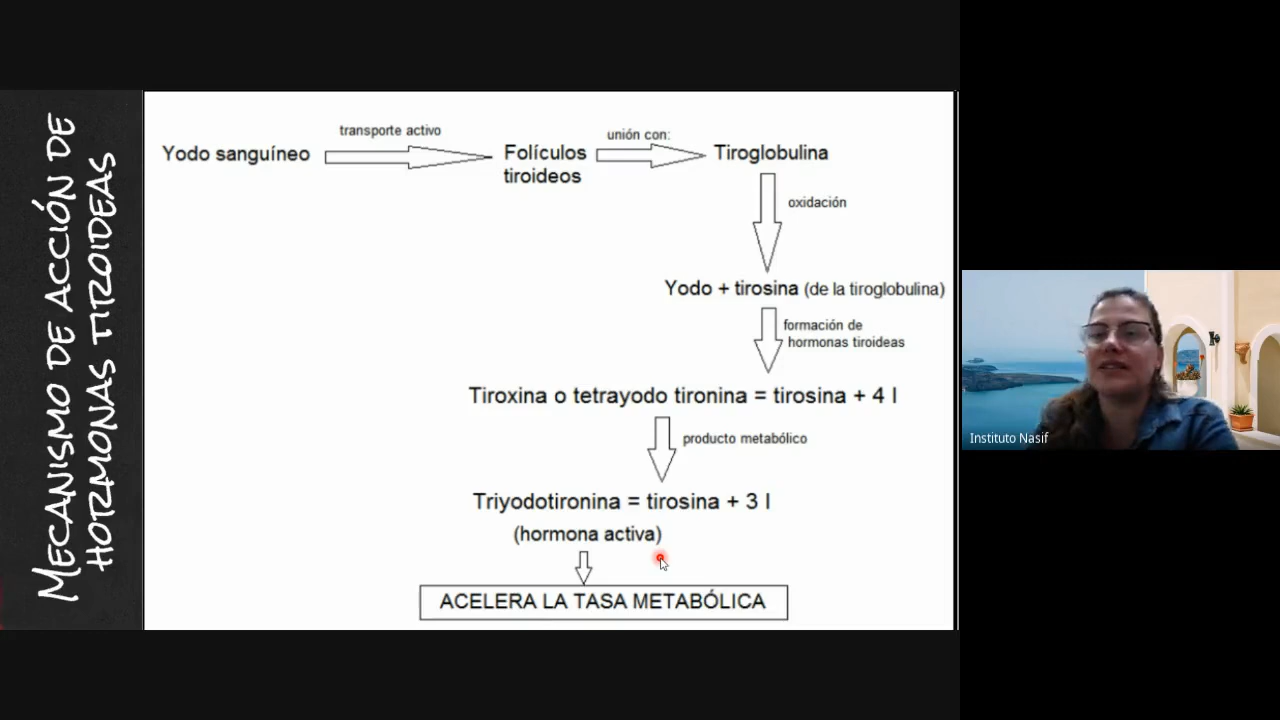 MECANISMO DE ACCIÓN DE
HORMONAS TIROIDEAS
transporte activo
unión con:
Yodo sanguíneo
Folículos
tiroideos
Tiroglobulina
oxidación
Yodo + tirosina (de la tiroglobulina)
formación de
hormonas tiroideas
Tiroxina o tetrayodo tironina = tirosina + 4 I
producto metabólico
Triyodotironina = tirosina + 3 I
(hormona activa)
ACELERA LA TASA METABÓLICA
Instituto Nasif